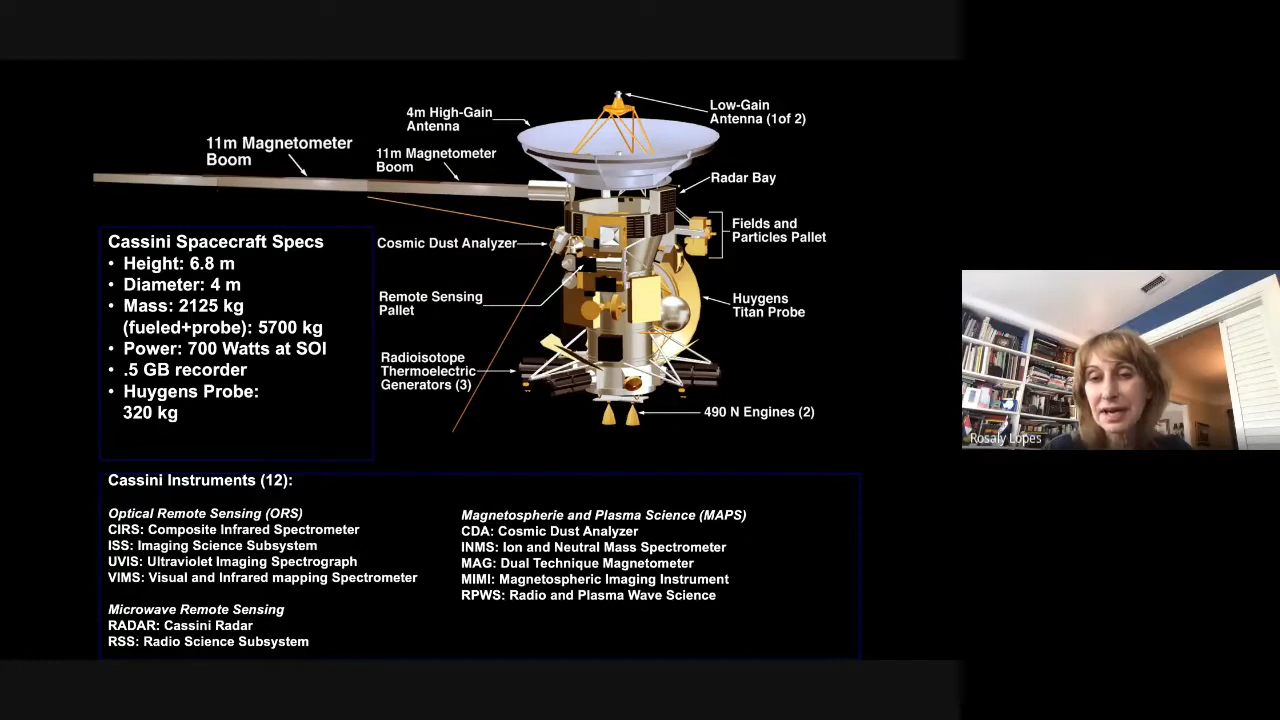 4m High-Gain
Antenna
Low-Gain
Antenna (1of 2)
11m Magnetometer
Boom
11m Magnetometer
Boom
Radar Bay
Fields and
Particles Pallet
Cosmic Dust Analyzer
Remote Sensing
Pallet
Huygens
Titan Probe
Radioisotope
Thermoelectric
Generators (3)
490 N Engines (2)
Cassini Spacecraft Specs
• Height: 6.8 m
• Diameter: 4 m
• Mass: 2125 kg
(fueled+probe): 5700 kg
• Power: 700 Watts at SOI
• .5 GB recorder
• Huygens Probe:
320 kg
Cassini Instruments (12):
Optical Remote Sensing (ORS)
CIRS: Composite Infrared Spectrometer
ISS: Imaging Science Subsystem
UVIS: Ultraviolet Imaging Spectrograph
VIMS: Visual and Infrared mapping Spectrometer
Microwave Remote Sensing
RADAR: Cassini Radar
RSS: Radio Science Subsystem
Magnetospherie and Plasma Science (MAPS)
CDA: Cosmic Dust Analyzer
INMS: Ion and Neutral Mass Spectrometer
MAG: Dual Technique Magnetometer
MIMI: Magnetospheric Imaging Instrument
RPWS: Radio and Plasma Wave Science
Rosaly Lopes